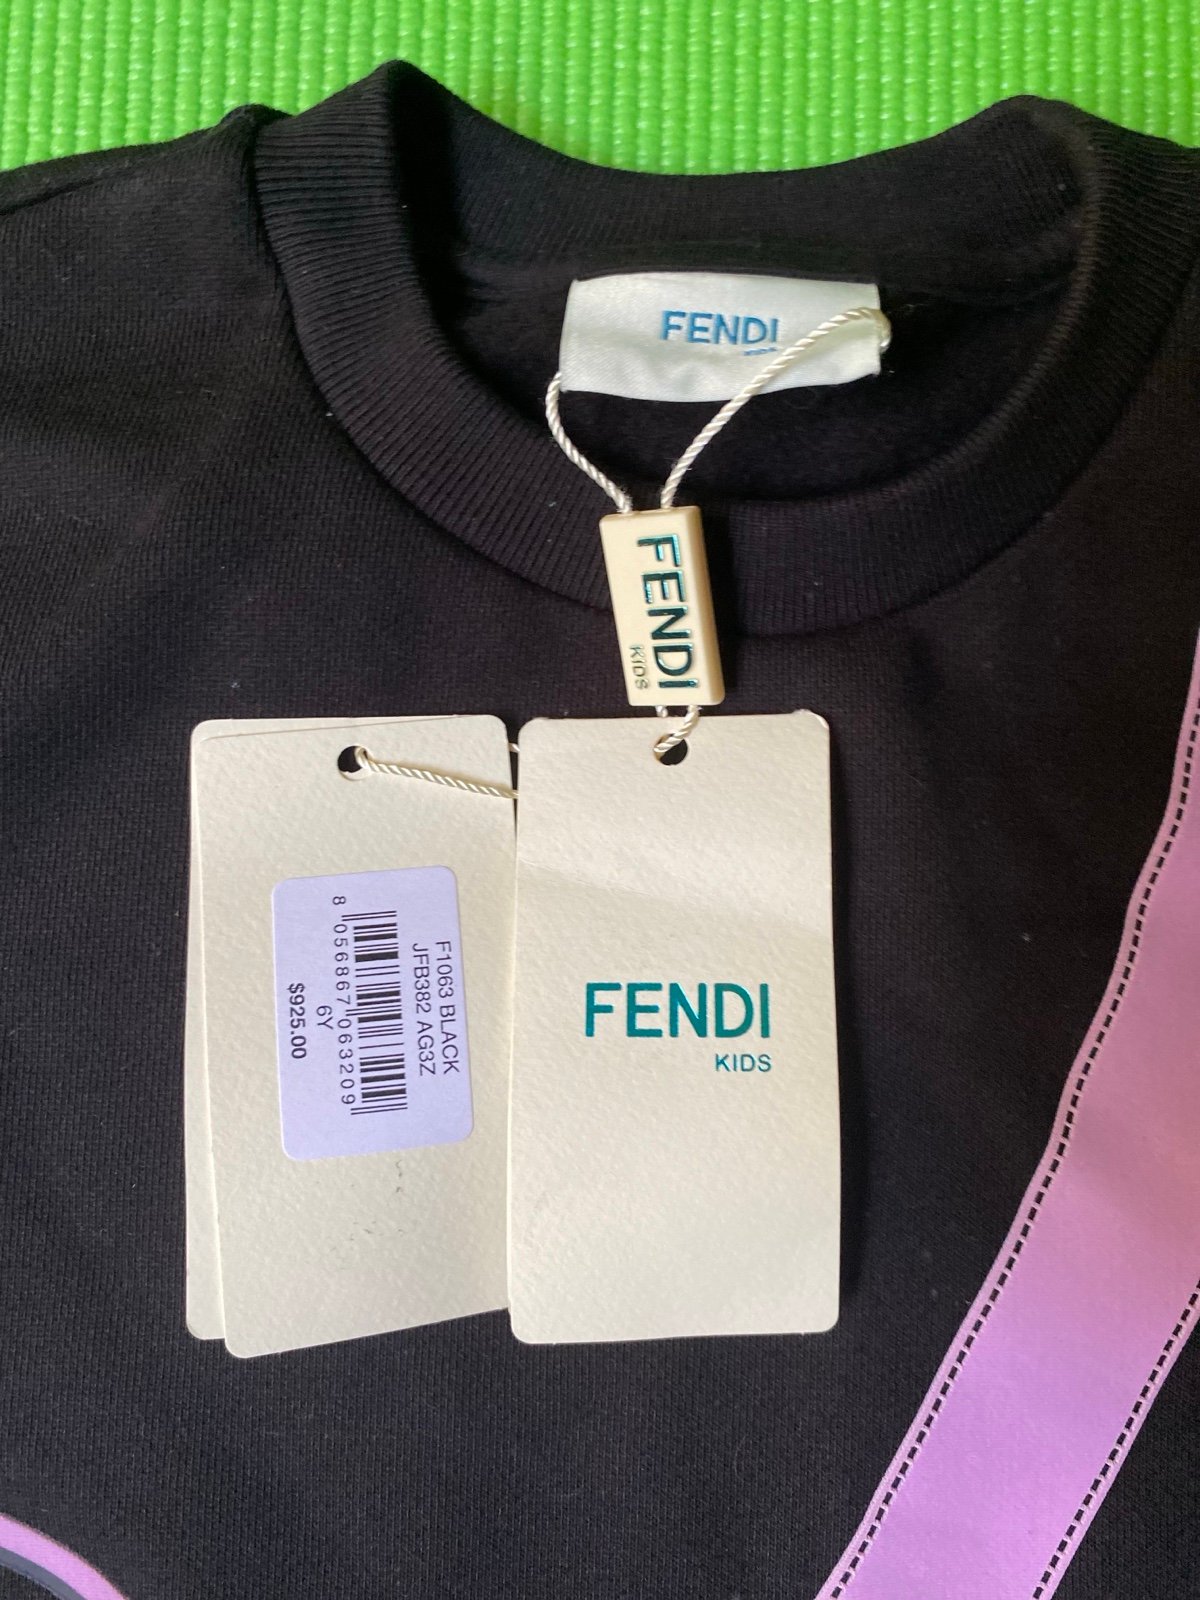 FENDI
KIDS
FENDI
KIDS
F1063 BLACK
JFB382 AG3Z
8 056867 063209
6Y
$925.00
FENDI
KIDS